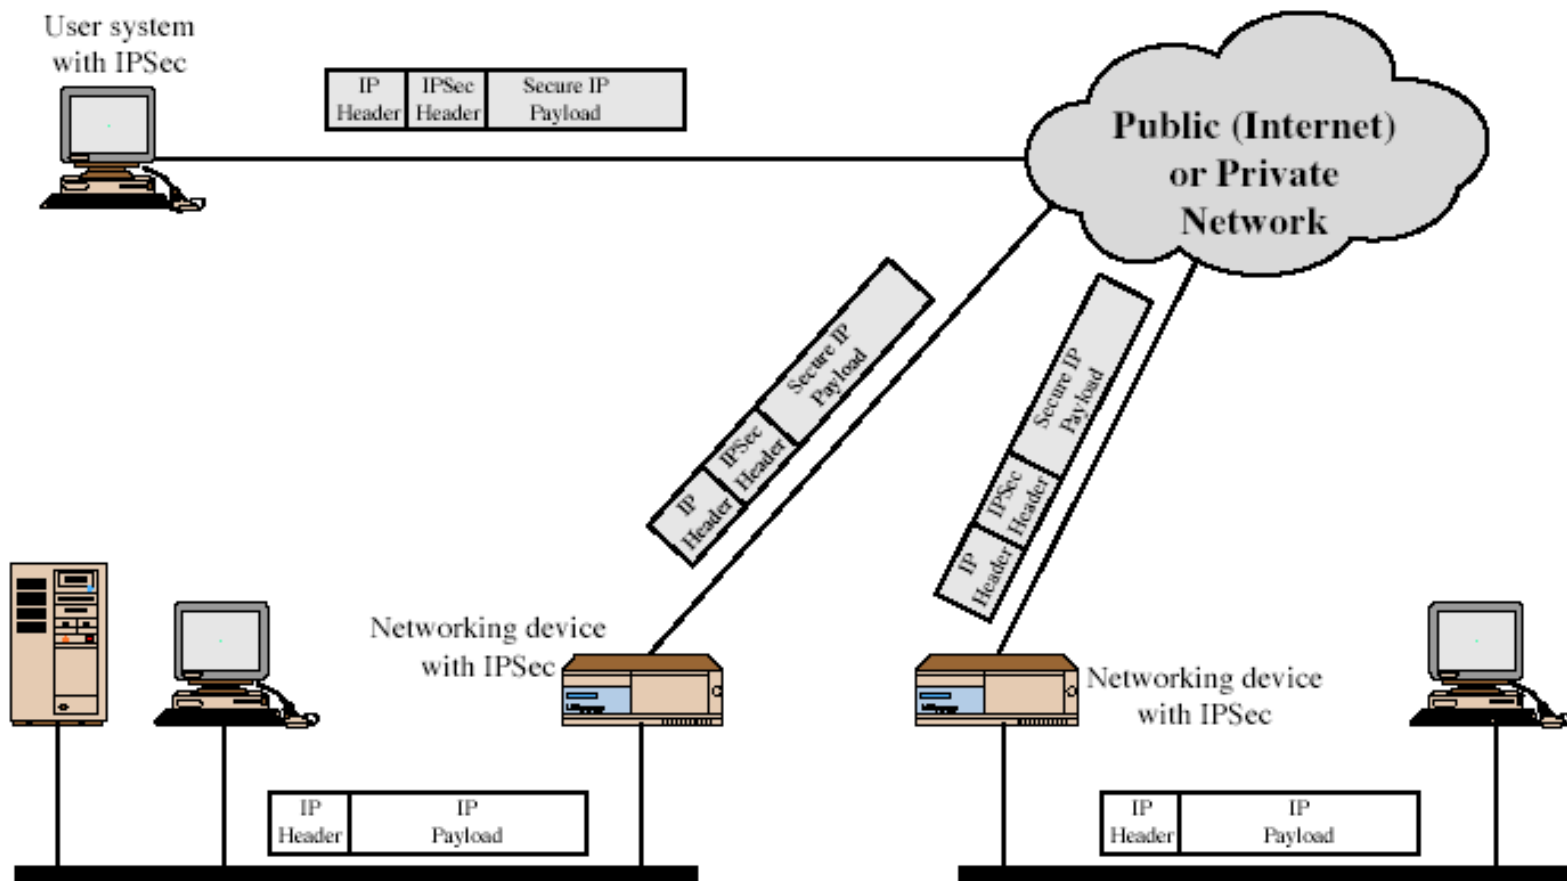 User system
with IPSec
IP
Header
IPSec
Header
Secure IP
Payload
Public (Internet)
or Private
Network
Secure IP
Payload
IPSec
Header
IP
Header
Secure IP
Payload
IPSec
Header
IP
Header
Networking device
with IPSec
Networking device
with IPSec
IP
Header
IP
Payload
IP
Header
IP
Payload